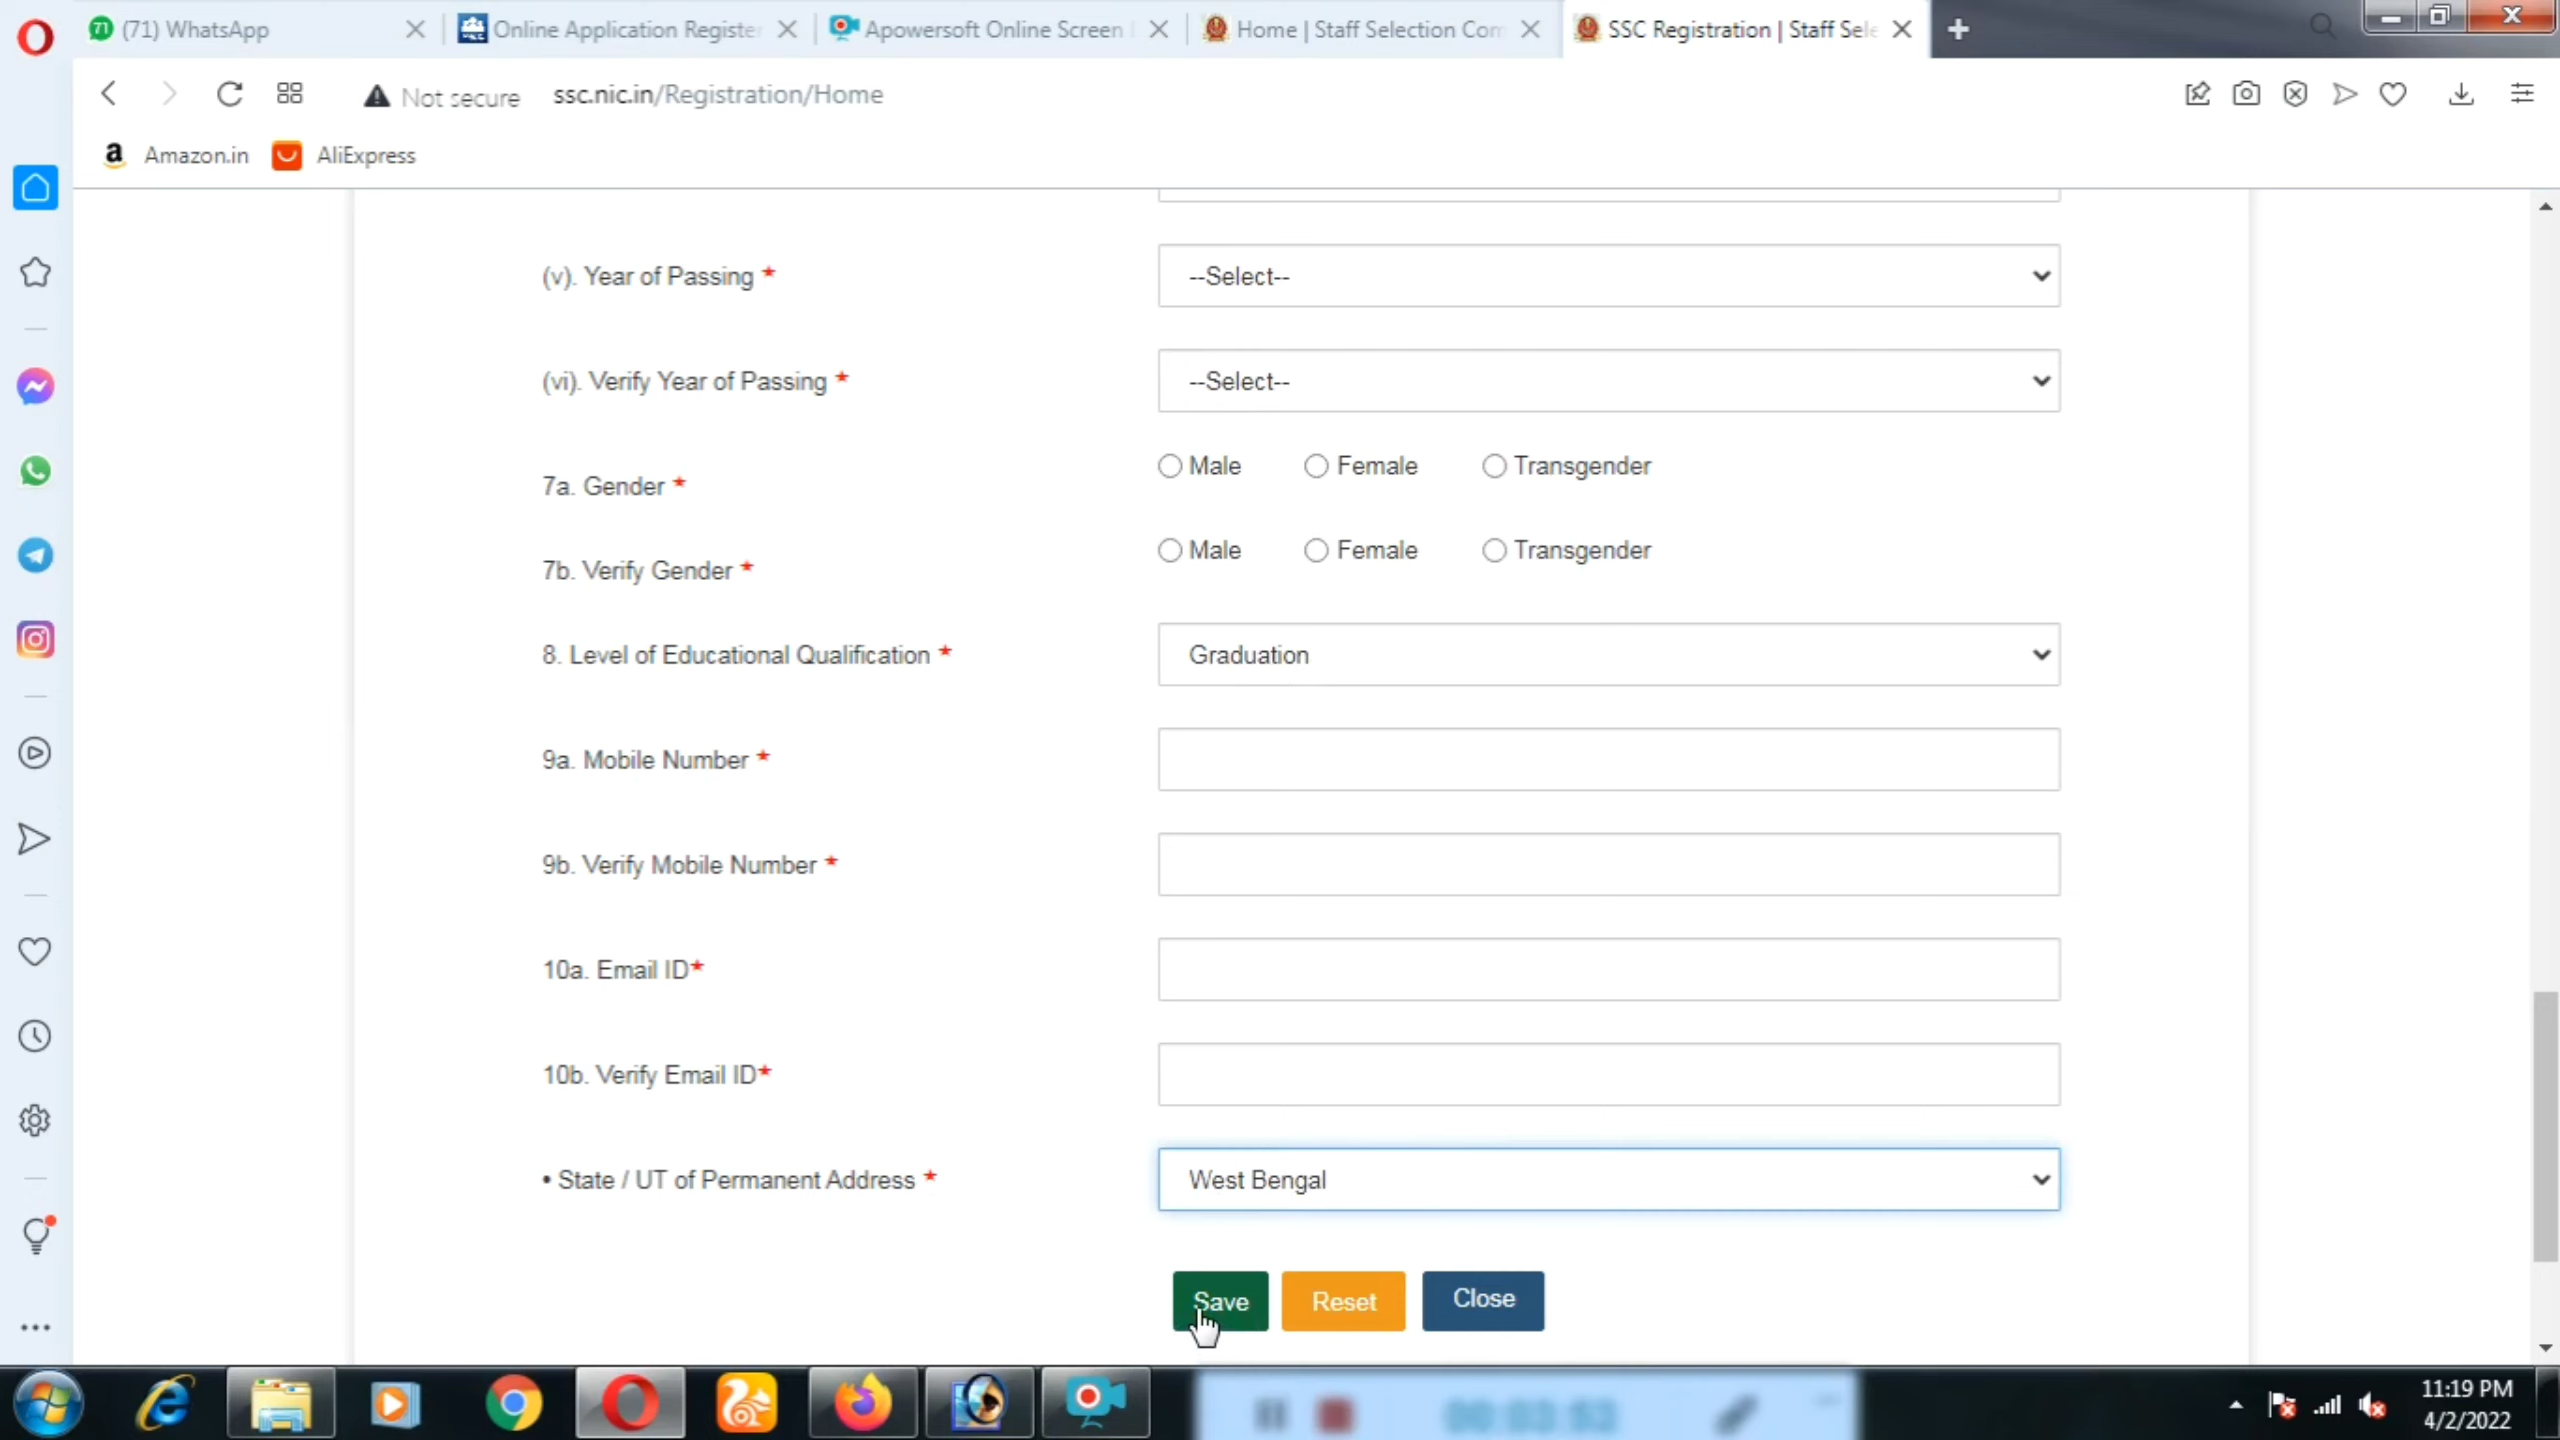 (71) WhatsApp
Online Application Register
Apowersoft Online Screen
Home | Staff Selection Com
SSC Registration | Staff Sele
Not secure
ssc.nic.in/Registration/Home
Amazon.in
AliExpress
(v). Year of Passing *
--Select--
(vi). Verify Year of Passing *
--Select--
7a. Gender *
Male Female Transgender
7b. Verify Gender *
Male Female Transgender
8. Level of Educational Qualification *
Graduation
9a. Mobile Number *
9b. Verify Mobile Number *
10a. Email ID*
10b. Verify Email ID*
• State / UT of Permanent Address *
West Bengal
Save
Reset
Close
00:03:53
11:19 PM
4/2/2022